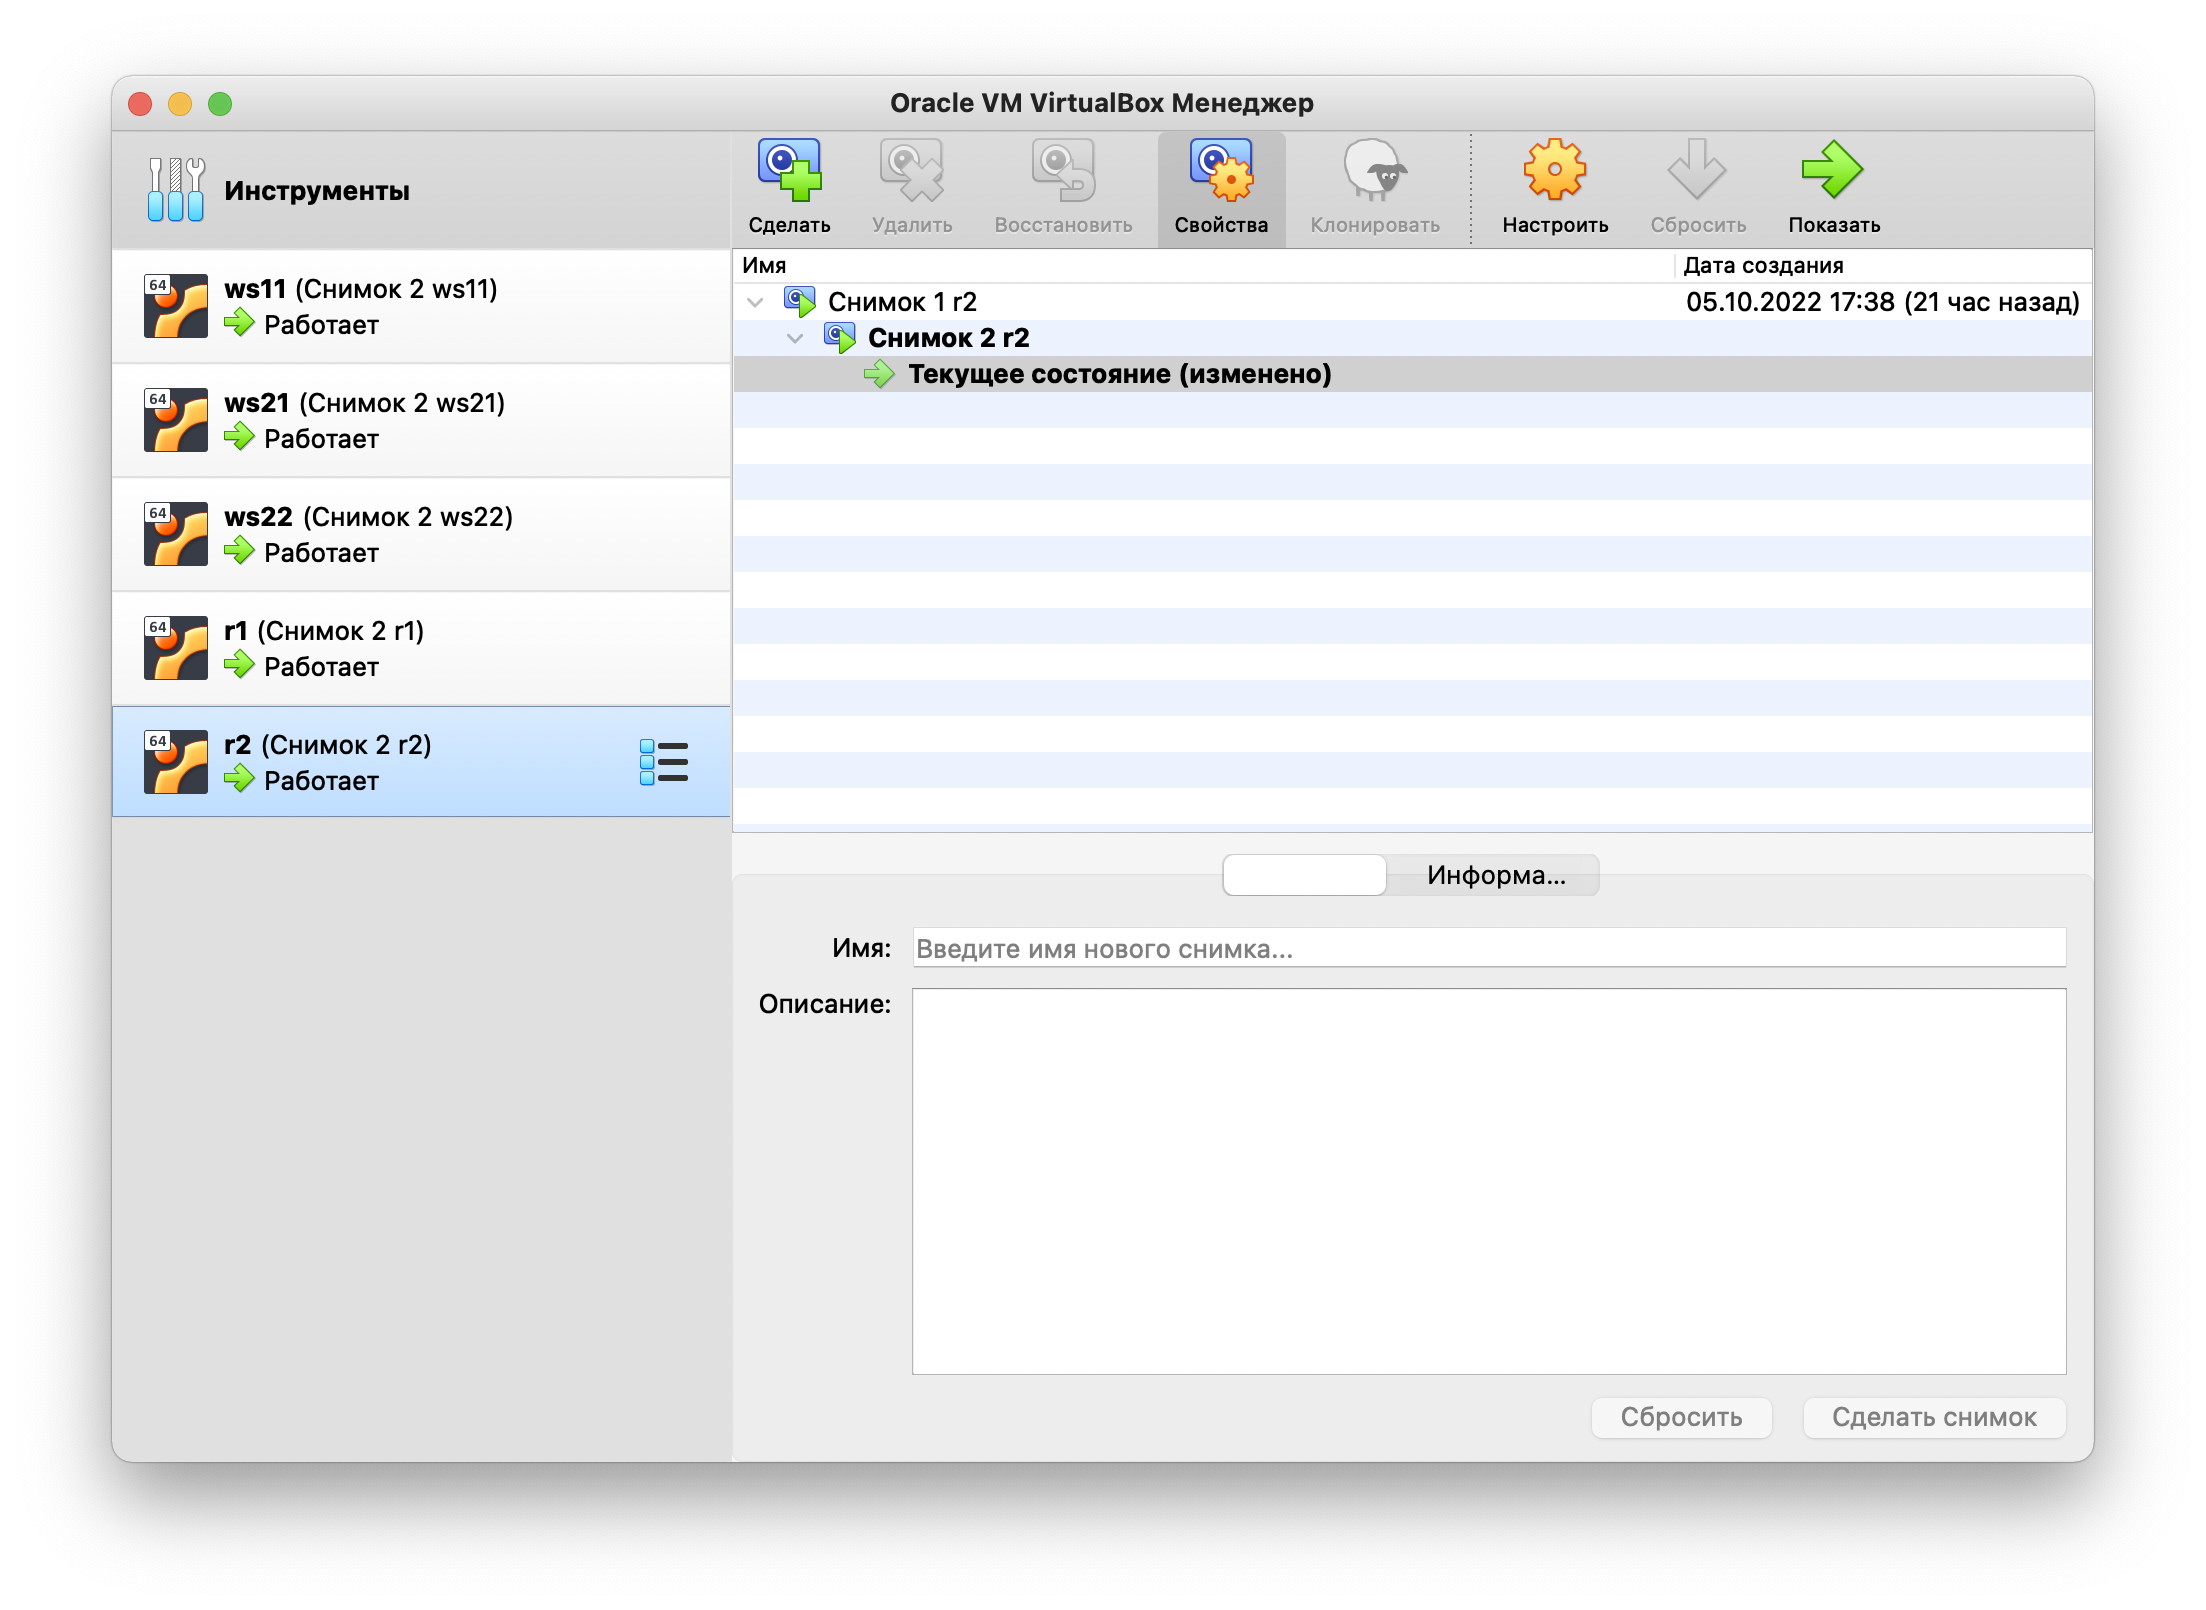 Oracle VM VirtualBox Менеджер
Инструменты
Сделать
Удалить
Восстановить
Свойства
Клонировать
Настроить
Сбросить
Показать
64
ws11 (Снимок 2 ws11)
Работает
64
ws21 (Снимок 2 ws21)
Работает
64
ws22 (Снимок 2 ws22)
Работает
64
r1 (Снимок 2 r1)
Работает
64
r2 (Снимок 2 r2)
Работает
Имя
Дата создания
Снимок 1 r2
05.10.2022 17:38 (21 час назад)
Снимок 2 r2
Текущее состояние (изменено)
Информа...
Имя:
Введите имя нового снимка...
Описание:
Сбросить
Сделать снимок